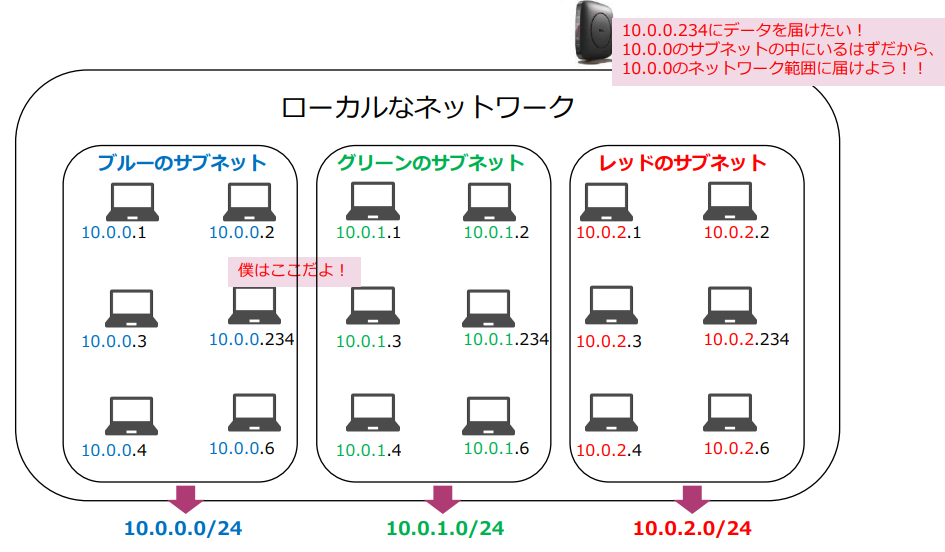 10.0.0.234にデータを届けたい！
10.0.0のサブネットの中にいるはずだから、
10.0.0のネットワーク範囲に届けよう！！
ローカルなネットワーク
ブルーのサブネット
グリーンのサブネット
レッドのサブネット
10.0.0.1
10.0.0.2
10.0.1.1
10.0.1.2
10.0.2.1
10.0.2.2
僕はここだよ！
10.0.0.3
10.0.0.234
10.0.1.3
10.0.1.234
10.0.2.3
10.0.2.234
10.0.0.4
10.0.0.6
10.0.1.4
10.0.1.6
10.0.2.4
10.0.2.6
10.0.0.0/24
10.0.1.0/24
10.0.2.0/24